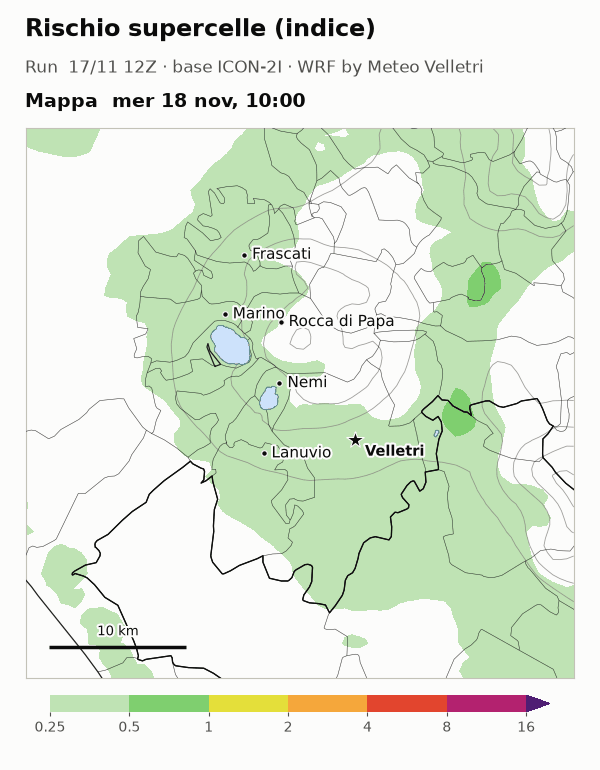 Rischio supercelle (indice)
Run  17/11 12Z · base ICON-2I · WRF by Meteo Velletri
Mappa  mer 18 nov, 10:00
Frascati
Marino
Rocca di Papa
Nemi
Velletri
Lanuvio
10 km
0.25 0.5 1 2 4 8 16